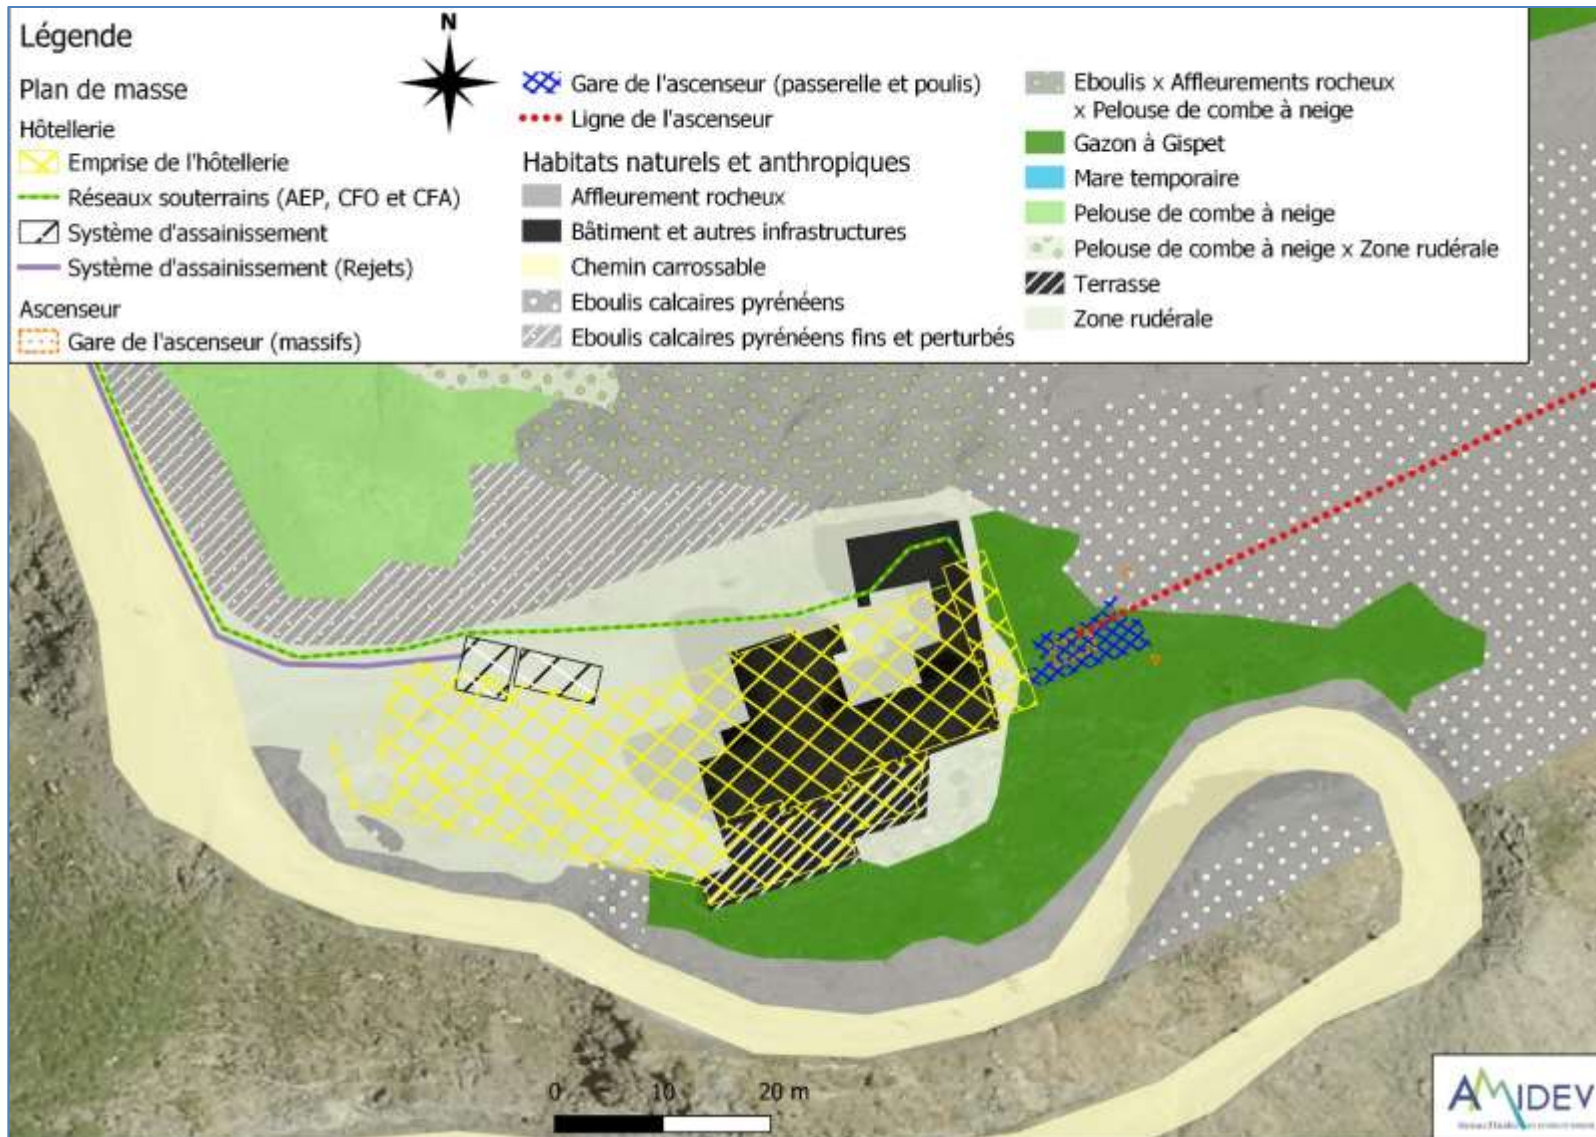 Légende
Plan de masse
Hôtellerie
Emprise de l'hôtellerie
Réseaux souterrains (AEP, CFO et CFA)
Système d'assainissement
Système d'assainissement (Rejets)
Ascenseur
Gare de l'ascenseur (massifs)
N
Gare de l'ascenseur (passerelle et poulis)
Ligne de l'ascenseur
Habitats naturels et anthropiques
Affleurement rocheux
Bâtiment et autres infrastructures
Chemin carrossable
Eboulis calcaires pyrénéens
Eboulis calcaires pyrénéens fins et perturbés
Eboulis x Affleurements rocheux
x Pelouse de combe à neige
Gazon à Gispet
Mare temporaire
Pelouse de combe à neige
Pelouse de combe à neige x Zone rudérale
Terrasse
Zone rudérale
0 10 20 m
AMIDEV